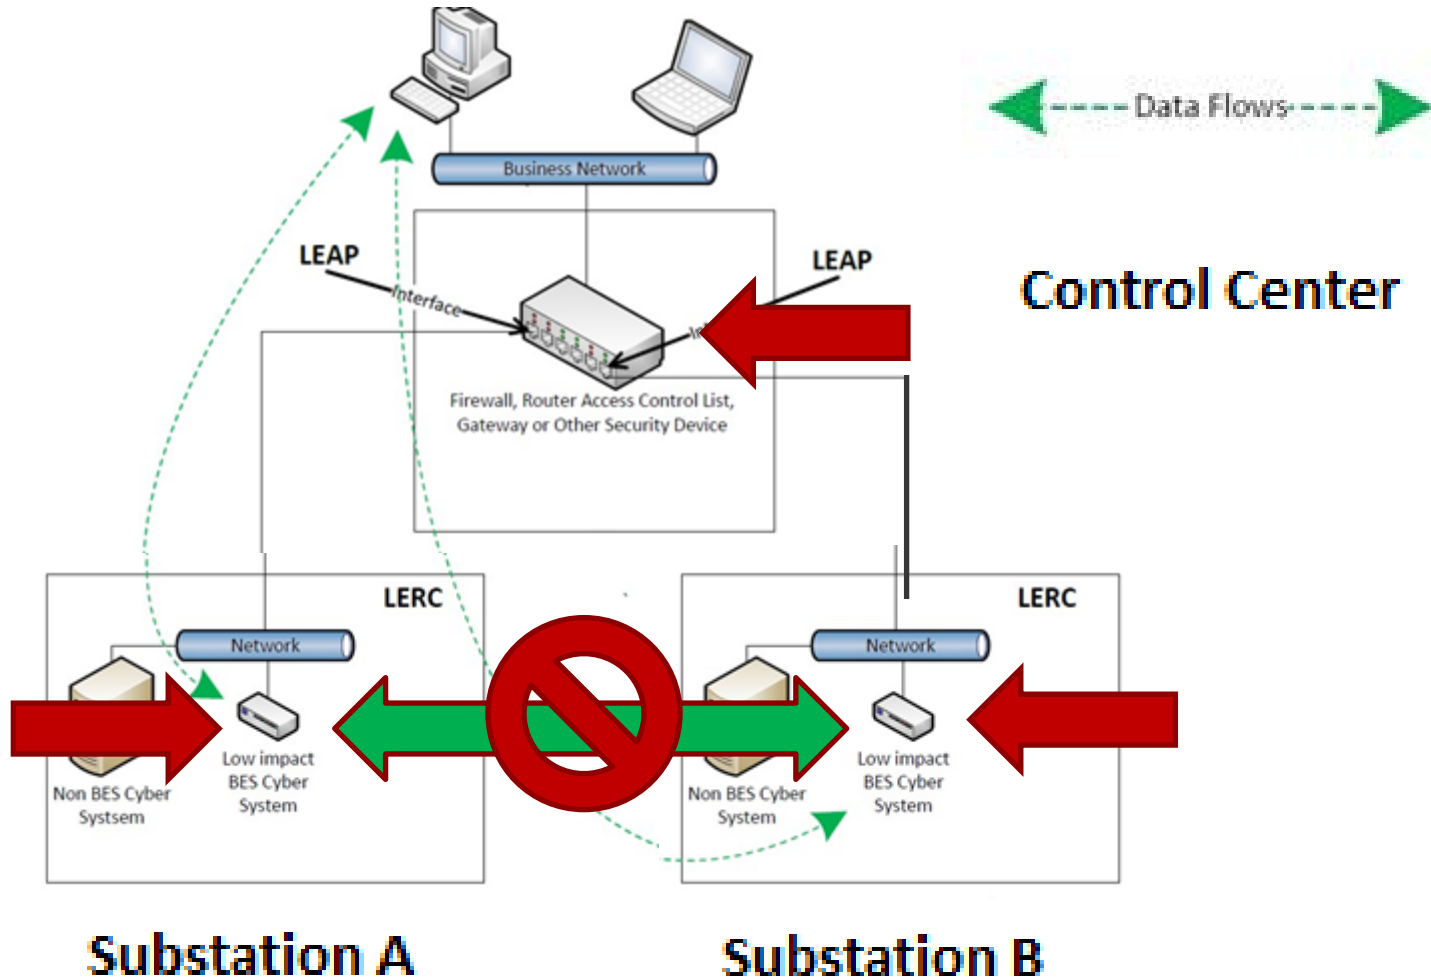 Data Flows
Business Network
LEAP
LEAP
Interface
Control Center
Firewall, Router Access Control List,
Gateway or Other Security Device
LERC
LERC
Network
Network
Low impact
BES Cyber
System
Non BES Cyber
Systsem
Low impact
BES Cyber
System
Non BES Cyber
System
Substation A
Substation B